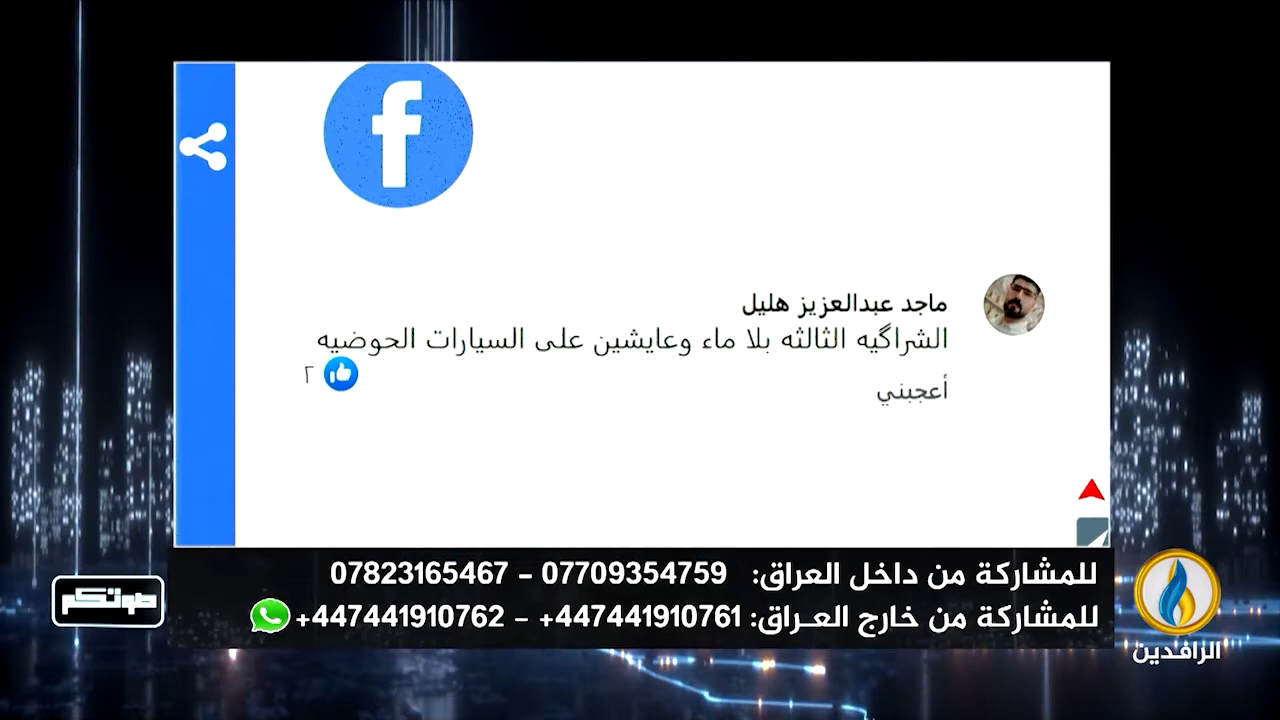 f
ماجد عبدالعزيز هليل
الشراگيه الثالثه بلا ماء وعايشين على السيارات الحوضيه
٢
أعجبني
للمشاركة من داخل العراق: 07709354759 - 07823165467
للمشاركة من خارج العـراق: 447441910761+ - 447441910762+
صوتكم
الرافدين